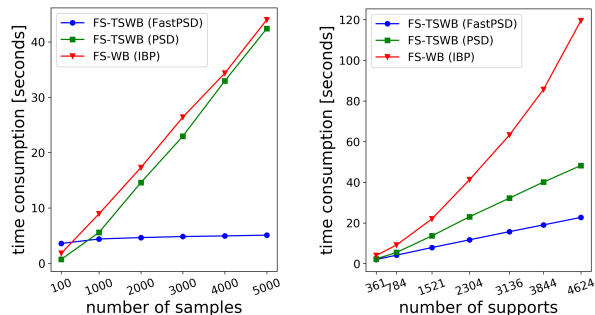 FS-TSWB (FastPSD)
FS-TSWB (PSD)
FS-WB (IBP)
time consumption [seconds]
40
30
20
10
0
100 1000 2000 3000 4000 5000
number of samples
FS-TSWB (FastPSD)
FS-TSWB (PSD)
FS-WB (IBP)
time consumption [seconds]
120
100
80
60
40
20
0
361 784 1521 2304 3136 3844 4624
number of supports